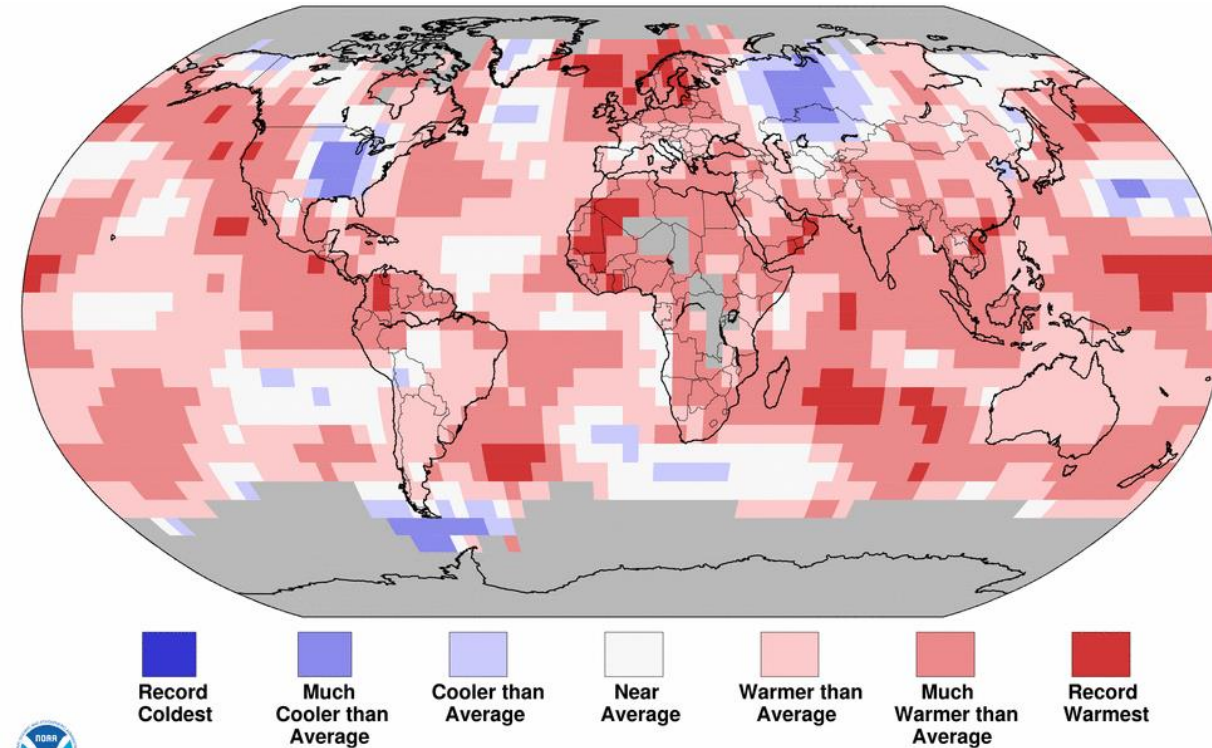 Record
Coldest
Much
Cooler than
Average
Cooler than
Average
Near
Average
Warmer than
Average
Much
Warmer than
Average
Record
Warmest
NOAA